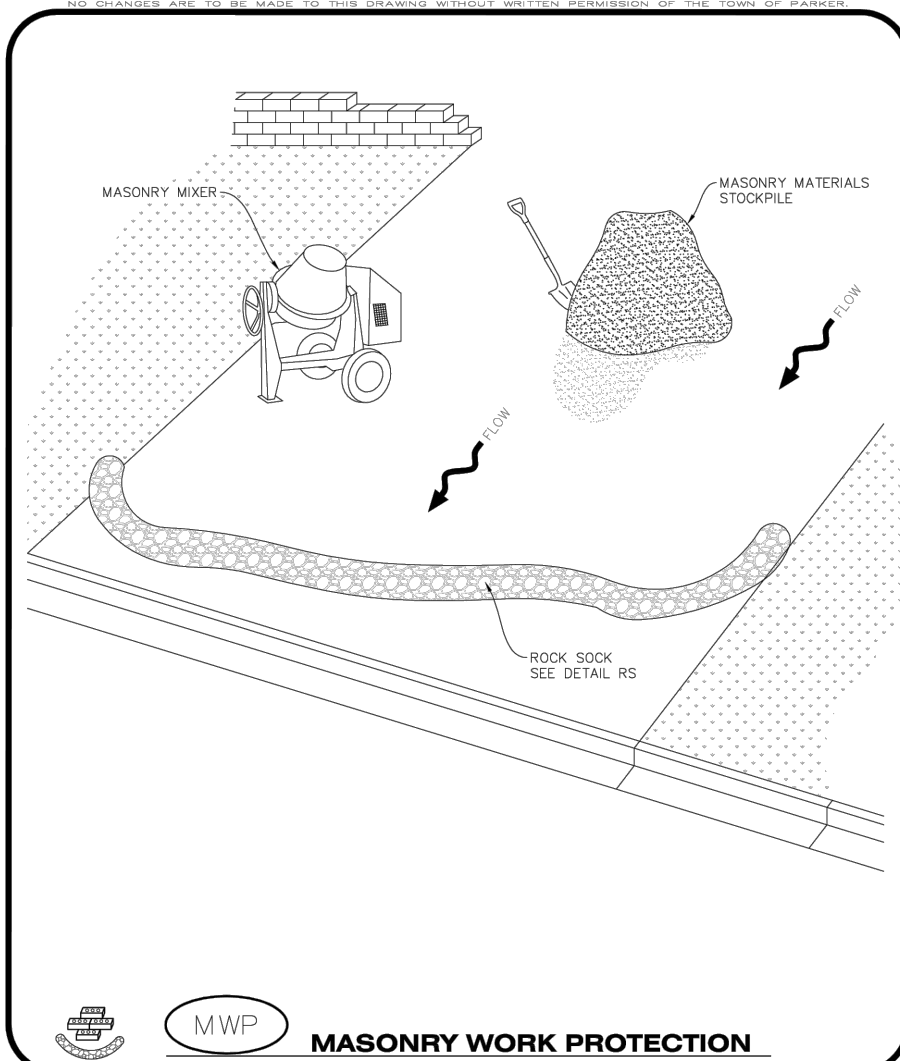 NO CHANGES ARE TO BE MADE TO THIS DRAWING WITHOUT WRITTEN PERMISSION OF THE TOWN OF PARKER.
MASONRY MIXER
MASONRY MATERIALS
STOCKPILE
FLOW
FLOW
ROCK SOCK
SEE DETAIL RS
MWP
MASONRY WORK PROTECTION